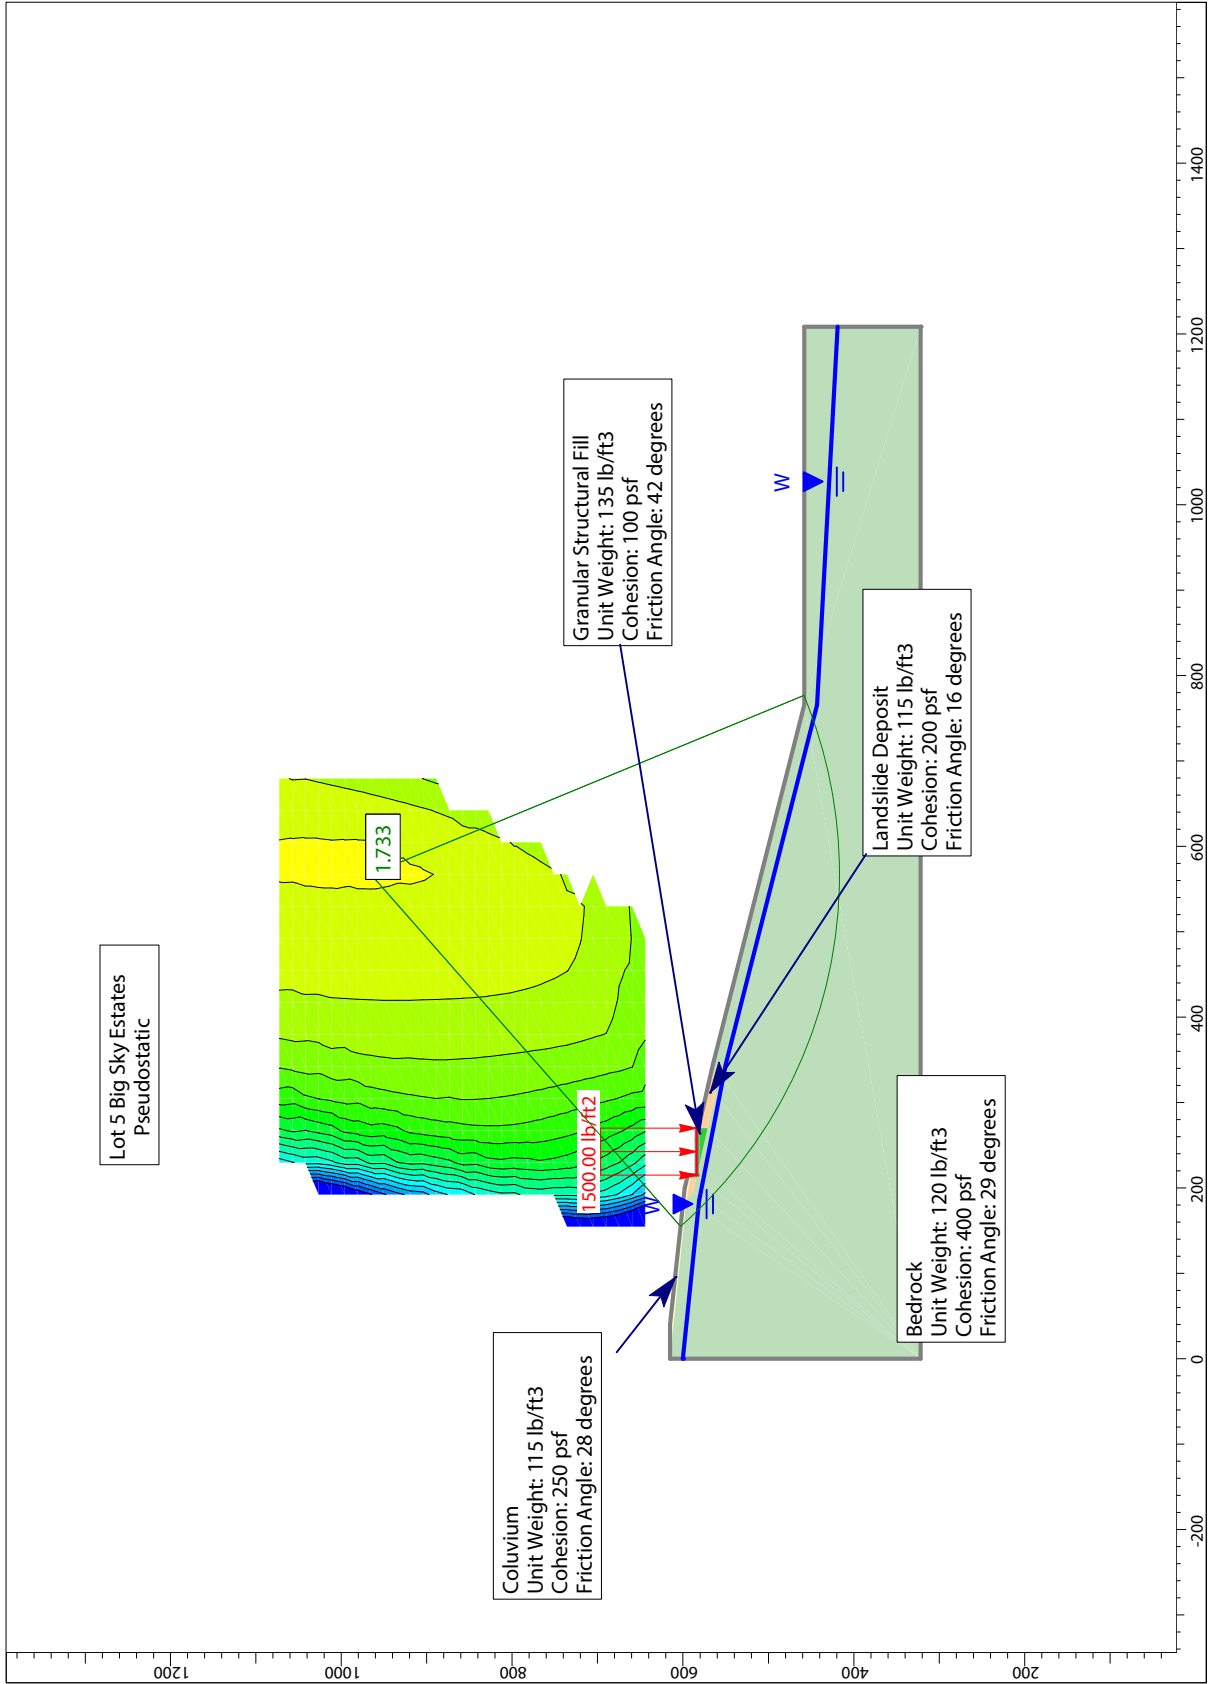 Lot 5 Big Sky Estates
Pseudostatic
1.733
1500.00 lb/ft2
W
W
Granular Structural Fill
Unit Weight: 135 lb/ft3
Cohesion: 100 psf
Friction Angle: 42 degrees
Coluvium
Unit Weight: 115 lb/ft3
Cohesion: 250 psf
Friction Angle: 28 degrees
Landslide Deposit
Unit Weight: 115 lb/ft3
Cohesion: 200 psf
Friction Angle: 16 degrees
Bedrock
Unit Weight: 120 lb/ft3
Cohesion: 400 psf
Friction Angle: 29 degrees
1200
1000
800
600
400
200
-200
0
200
400
600
800
1000
1200
1400